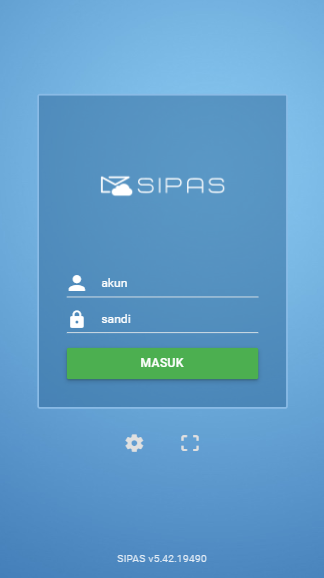 SIPAS
akun
sandi
MASUK
SIPAS v5.42.19490